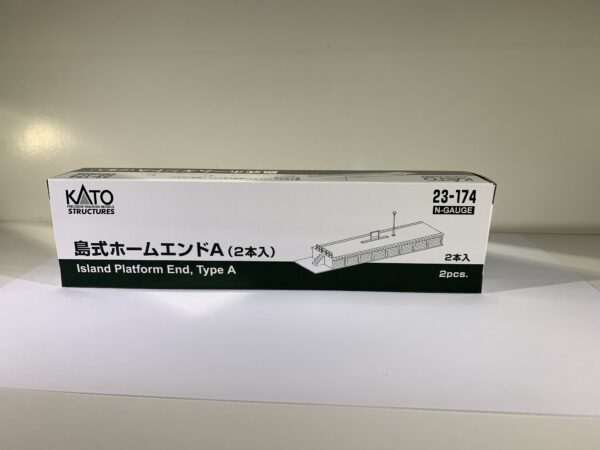 KATO
PRECISION RAILROAD MODELS
STRUCTURES
23-174
N-GAUGE
島式ホームエンドA(2本入)
2本入
Island Platform End, Type A
2pcs.